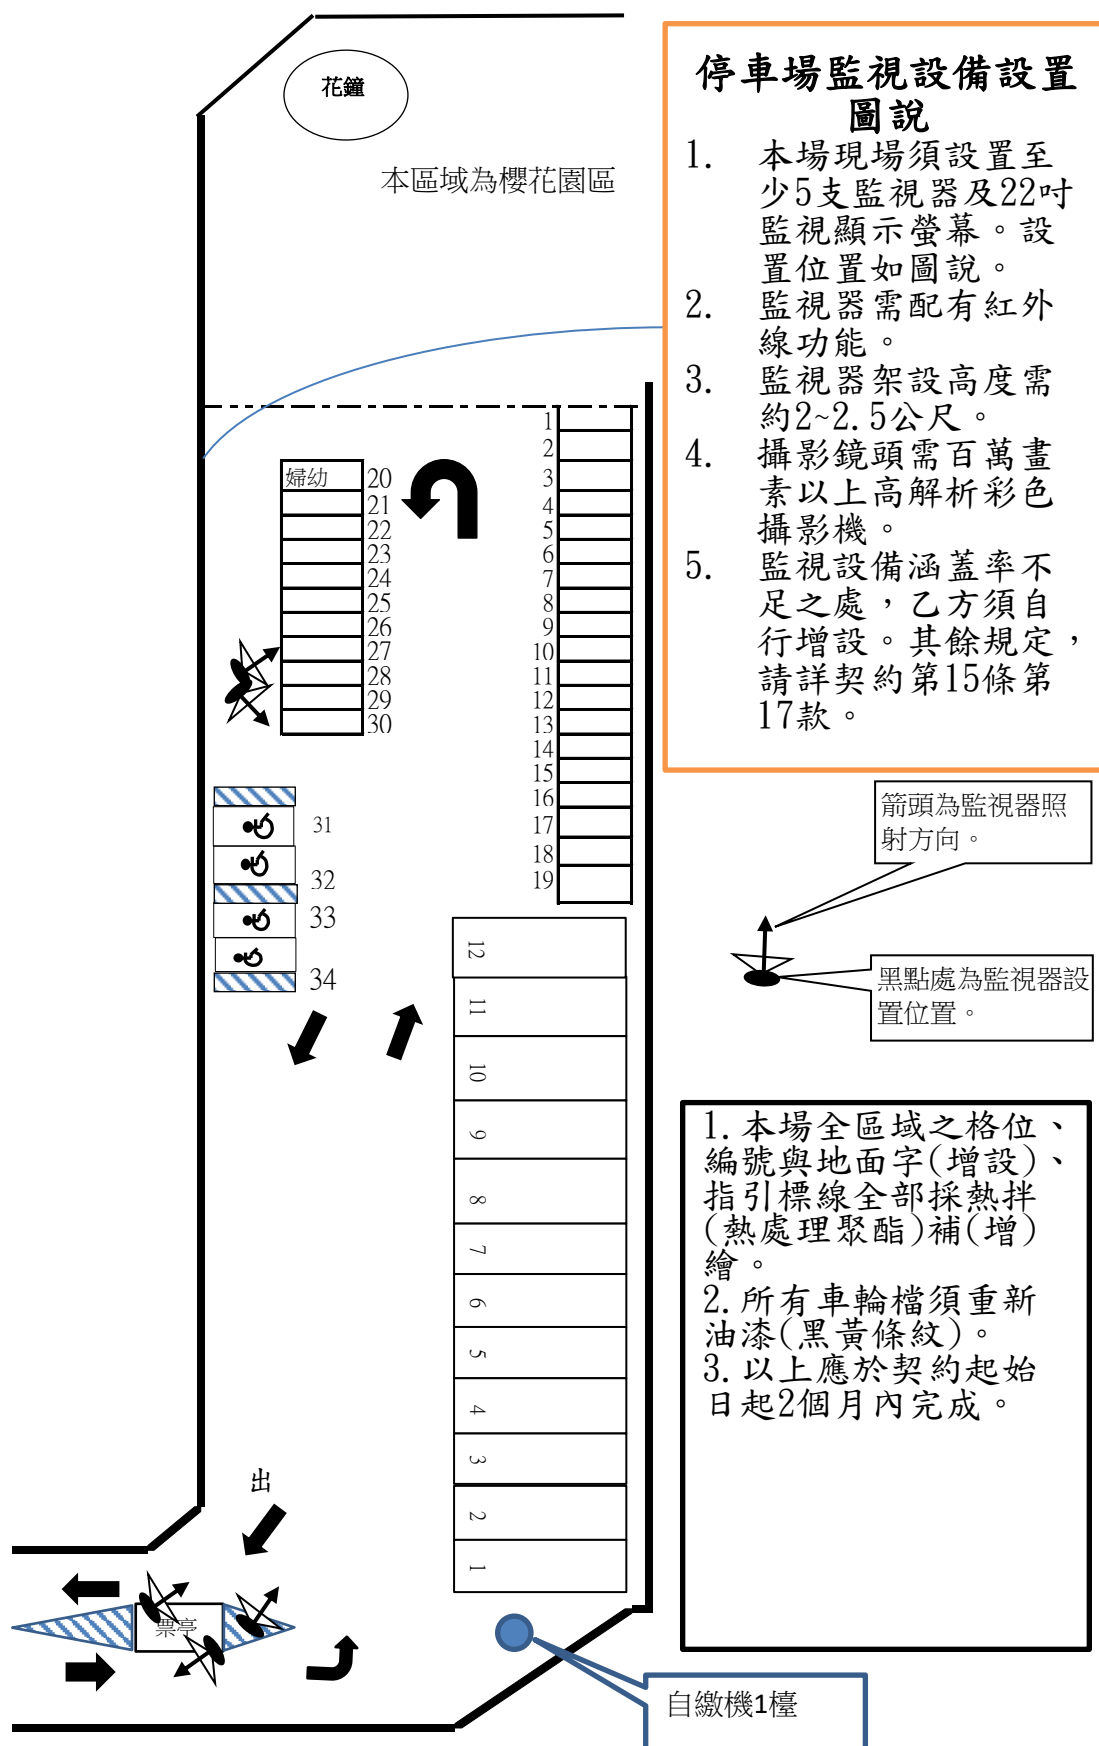 花鐘
本區域為櫻花園區
停車場監視設備設置
圖說
1. 本場現場須設置至
少5支監視器及22吋
監視顯示螢幕。設
置位置如圖說。
2. 監視器需配有紅外
線功能。
3. 監視器架設高度需
約2~2.5公尺。
4. 攝影鏡頭需百萬畫
素以上高解析彩色
攝影機。
5. 監視設備涵蓋率不
足之處，乙方須自
行增設。其餘規定，
請詳契約第15條第
17款。
婦幼
20
21
22
23
24
25
26
27
28
29
30
31
32
33
34
1
2
3
4
5
6
7
8
9
10
11
12
13
14
15
16
17
18
19
12
11
10
9
8
7
6
5
4
3
2
1
箭頭為監視器照
射方向。
黑點處為監視器設
置位置。
1.本場全區域之格位、
編號與地面字(增設)、
指引標線全部採熱拌
(熱處理聚酯)補(增)
繪。
2.所有車輪檔須重新
油漆(黑黃條紋)。
3.以上應於契約起始
日起2個月內完成。
出
票亭
自繳機1檯